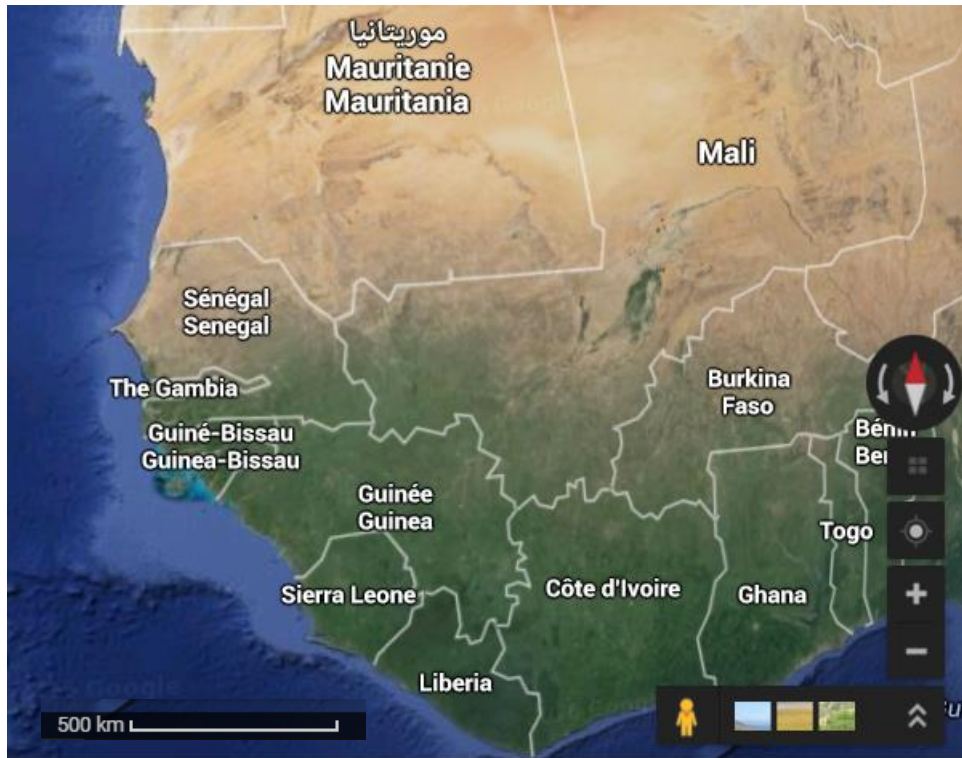 موريتانيا
Mauritanie
Mauritania
Mali
Sénégal
Senegal
The Gambia
Burkina
Faso
Guiné-Bissau
Guinea-Bissau
Guinée
Guinea
Togo
Sierra Leone
Côte d'Ivoire
Ghana
Liberia
500 km
Google